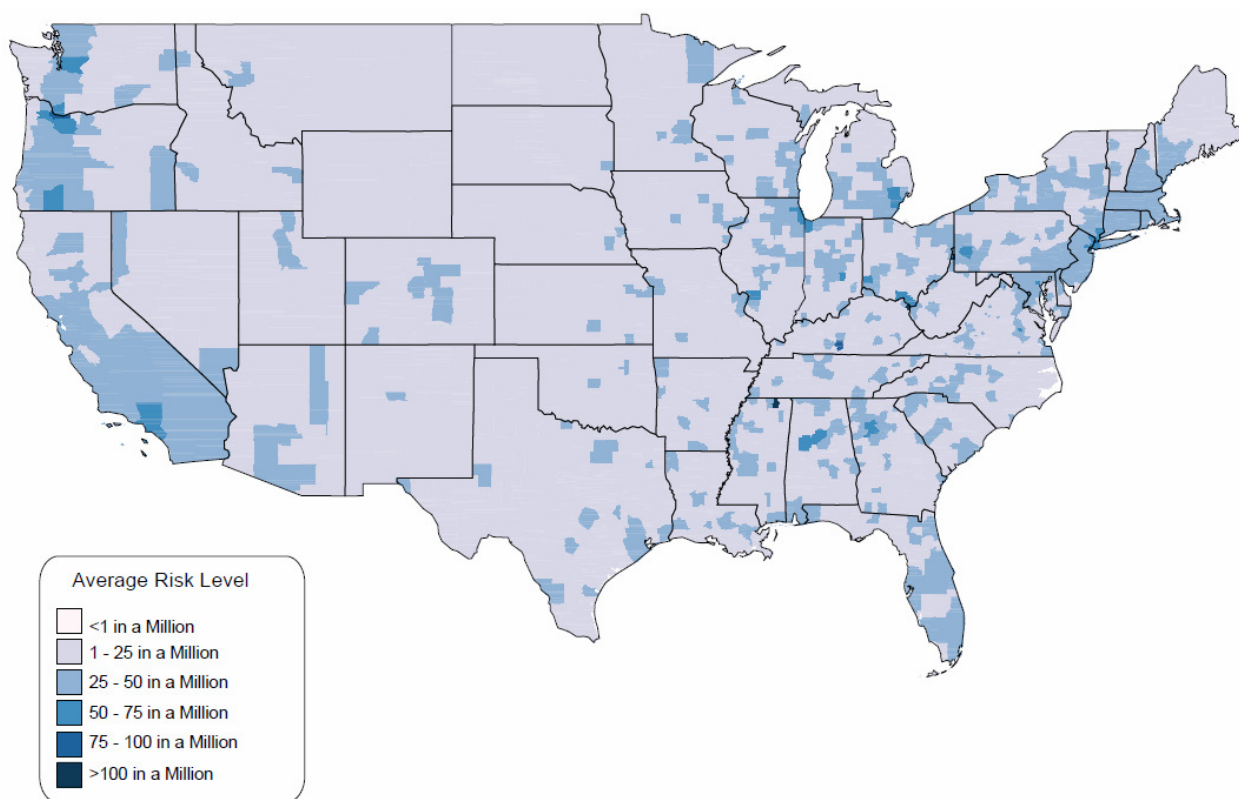 Average Risk Level
<1 in a Million
1 - 25 in a Million
25 - 50 in a Million
50 - 75 in a Million
75 - 100 in a Million
>100 in a Million